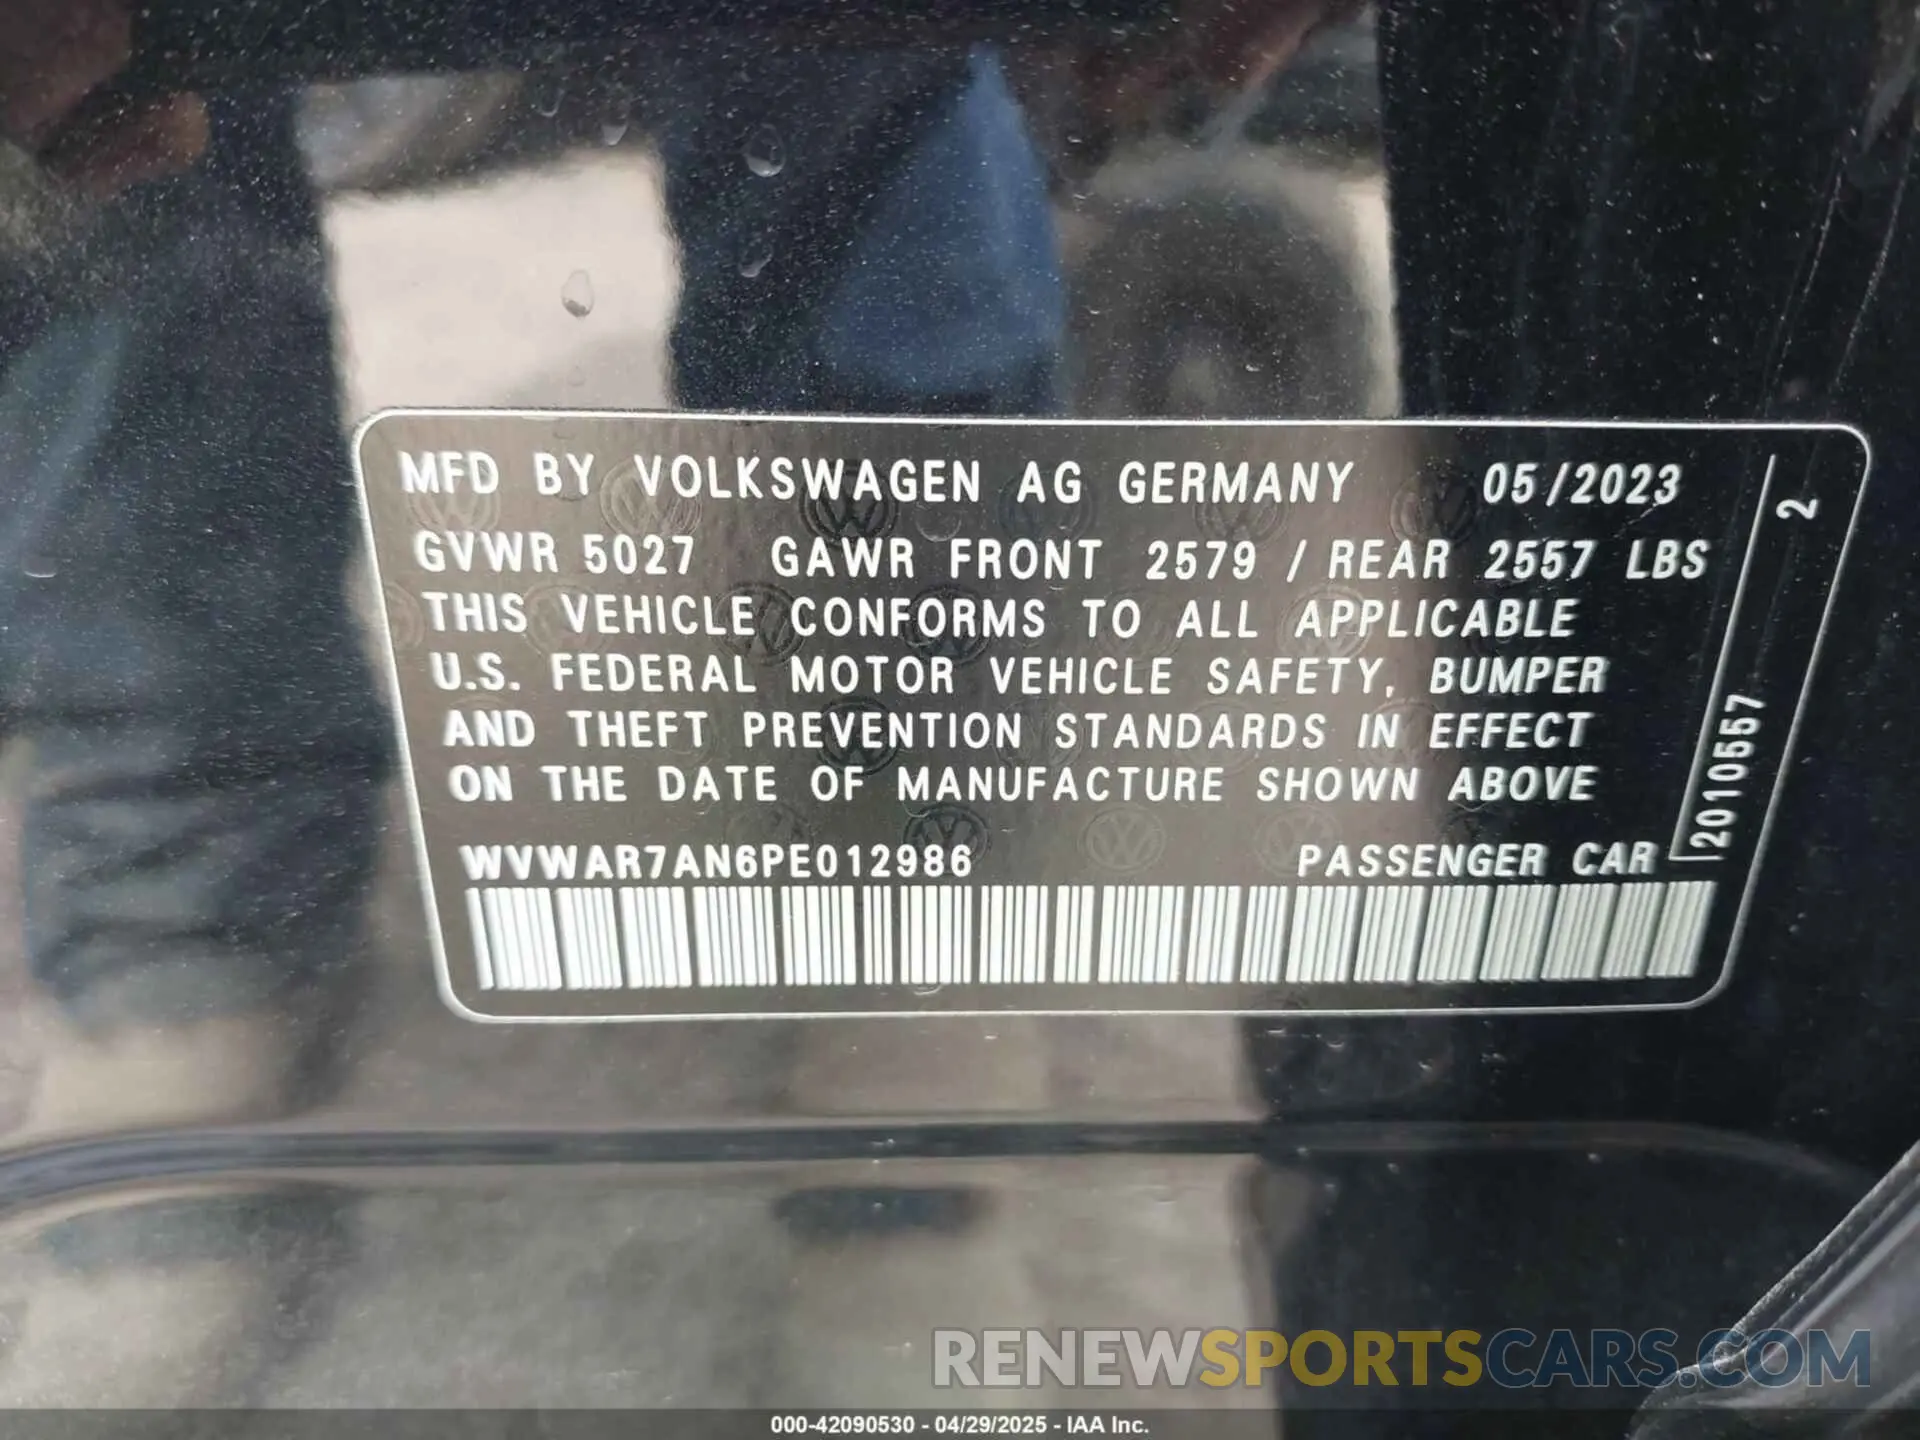 MFD BY VOLKSWAGEN AG GERMANY 05/2023
GVWR 5027 GAWR FRONT 2579 / REAR 2557 LBS
THIS VEHICLE CONFORMS TO ALL APPLICABLE
U.S. FEDERAL MOTOR VEHICLE SAFETY, BUMPER
AND THEFT PREVENTION STANDARDS IN EFFECT
ON THE DATE OF MANUFACTURE SHOWN ABOVE
WVWAR7AN6PE012986 PASSENGER CAR
2010557 2
RENEWSPORTSCARS.COM
000-42090530 - 04/29/2025 - IAA Inc.